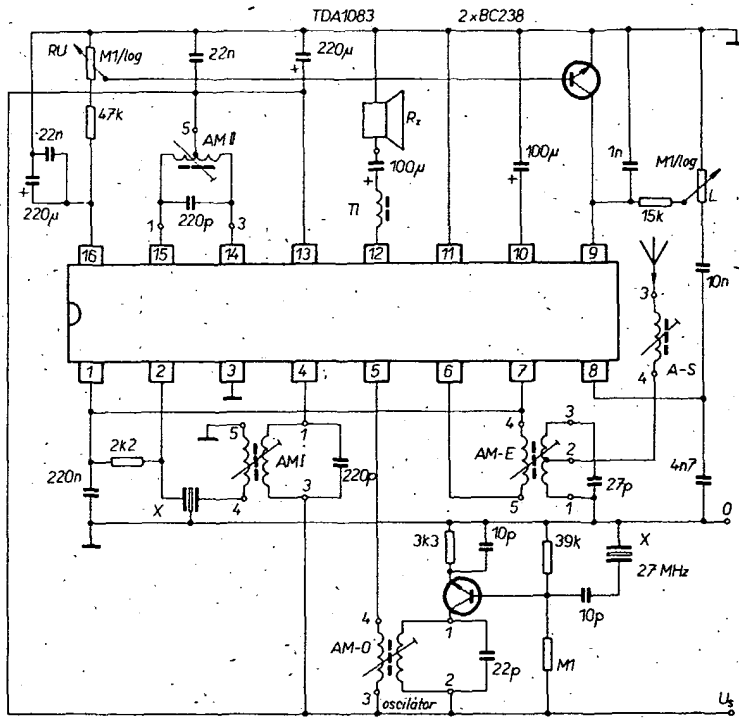 TDA1083 2xBC238
RU M1/log 22n 220µ
+
47k 5 AM II Rz 1n M1/log
22n 100µ 100µ L
+ + 15k
220µ 1 220p 3 Tl
+
10n
16 15 14 13 12 11 10 9
3
4 A-S
1 2 3 4 5 6 7 8
2k2 5 1 4 3
AM I AM-E 2 4n7
220n 220p 27p
X 4 3 5 1
0
3k3 10p 39k X
27 MHz
10p
4 1
AM-O 22p M1
3 2
oscilátor Us